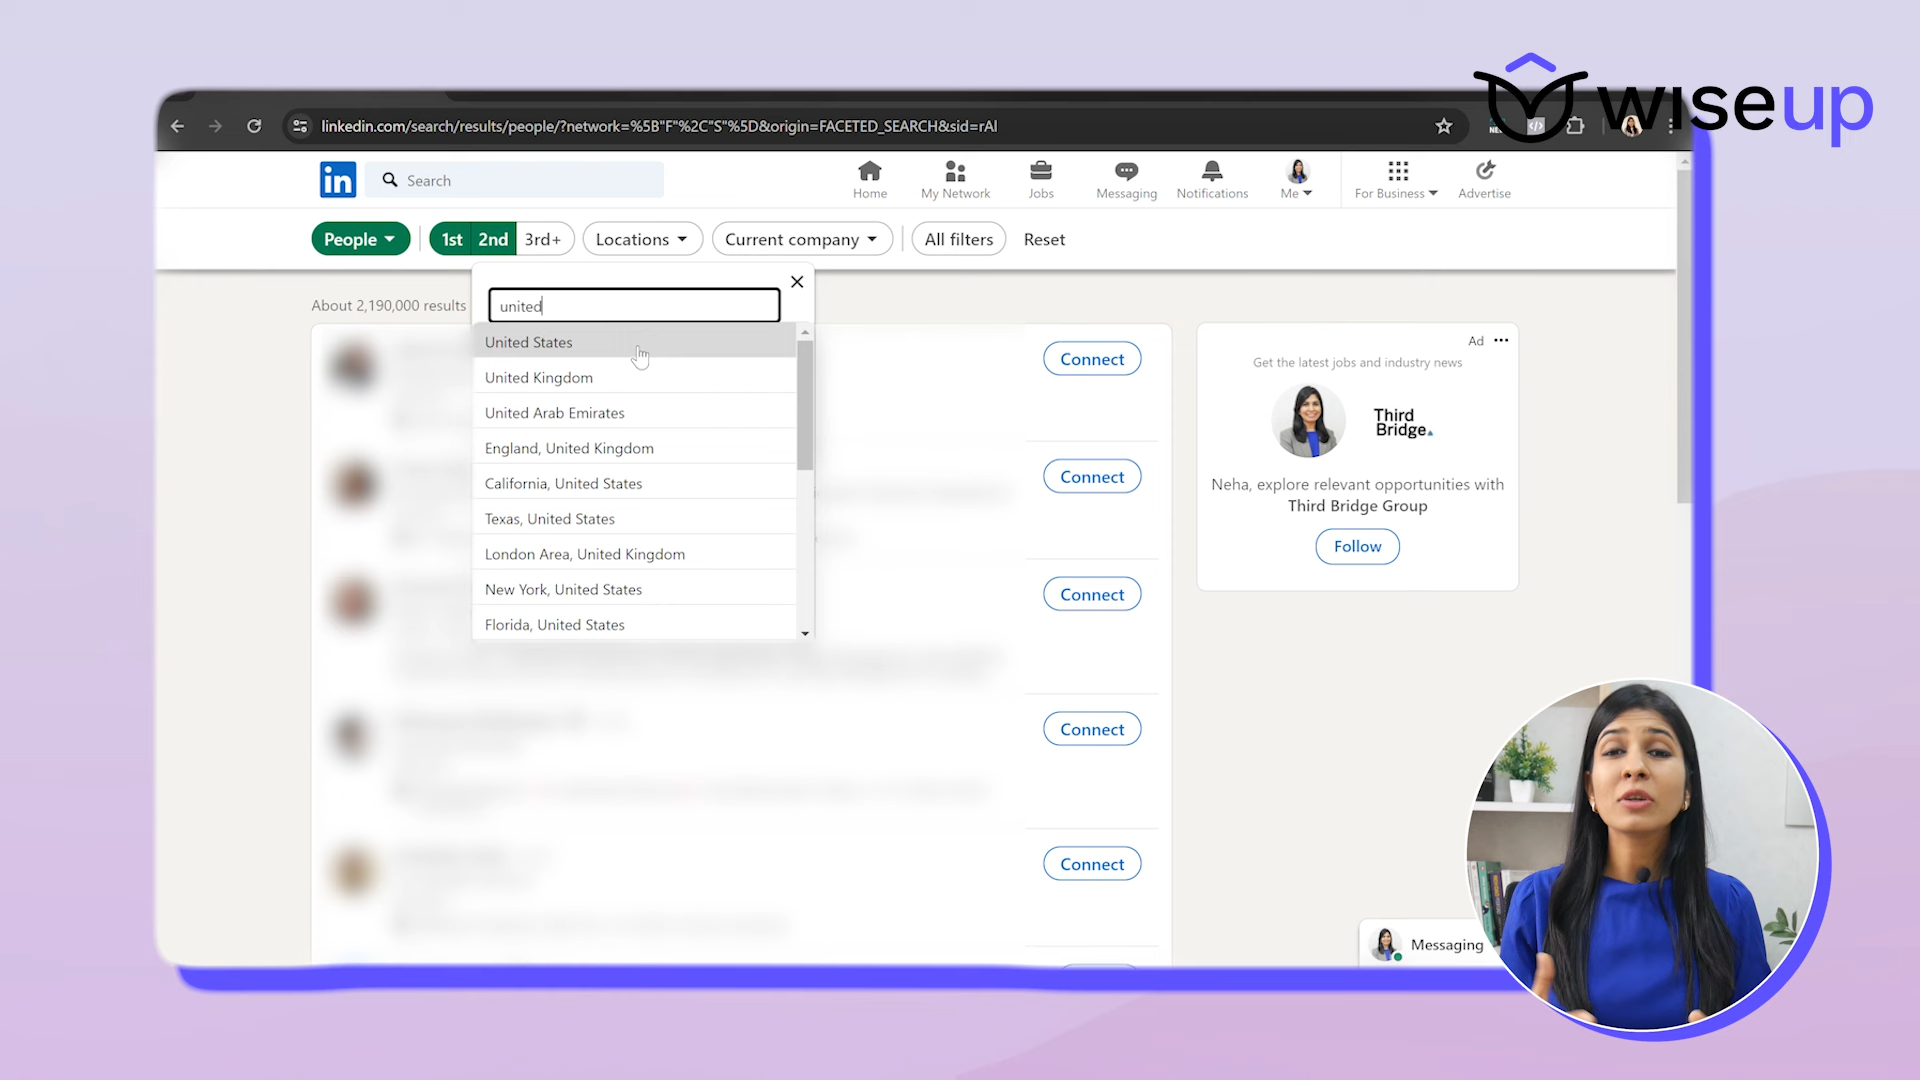 wiseup
linkedin.com/search/results/people/?network=%5B"F"%2C"S"%5D&origin=FACETED_SEARCH&sid=rAI
in
Search
Home
My Network
Jobs
Messaging
Notifications
Me
For Business
Advertise
People
1st
2nd
3rd+
Locations
Current company
All filters
Reset
About 2,190,000 results
united
United States
United Kingdom
United Arab Emirates
England, United Kingdom
California, United States
Texas, United States
London Area, United Kingdom
New York, United States
Florida, United States
Connect
Connect
Connect
Connect
Connect
Ad
Get the latest jobs and industry news
Third
Bridge
Neha, explore relevant opportunities with
Third Bridge Group
Follow
Messaging